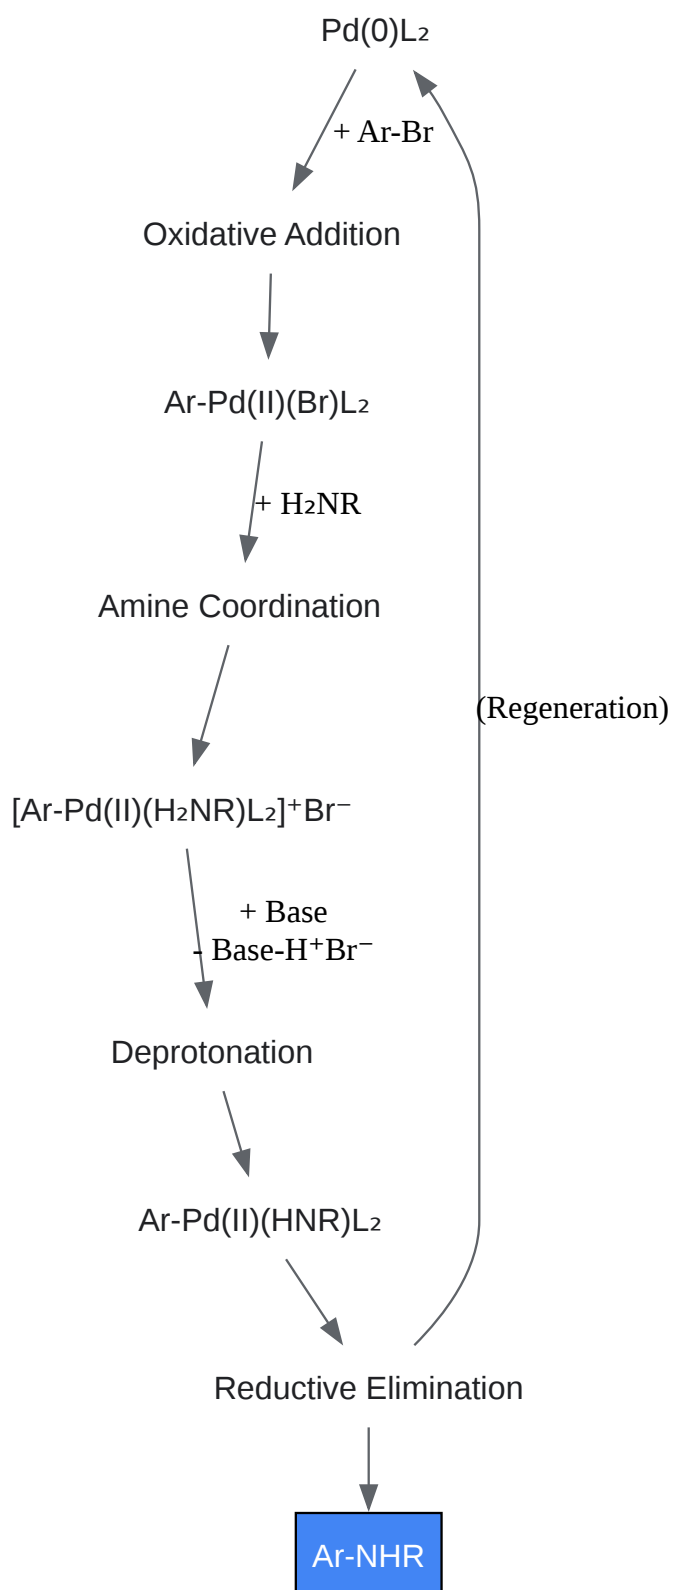 Pd(0)L₂
+ Ar-Br
Oxidative Addition
Ar-Pd(II)(Br)L₂
+ H₂NR
Amine Coordination
(Regeneration)
[Ar-Pd(II)(H₂NR)L₂]⁺Br⁻
+ Base
- Base-H⁺Br⁻
Deprotonation
Ar-Pd(II)(HNR)L₂
Reductive Elimination
Ar-NHR